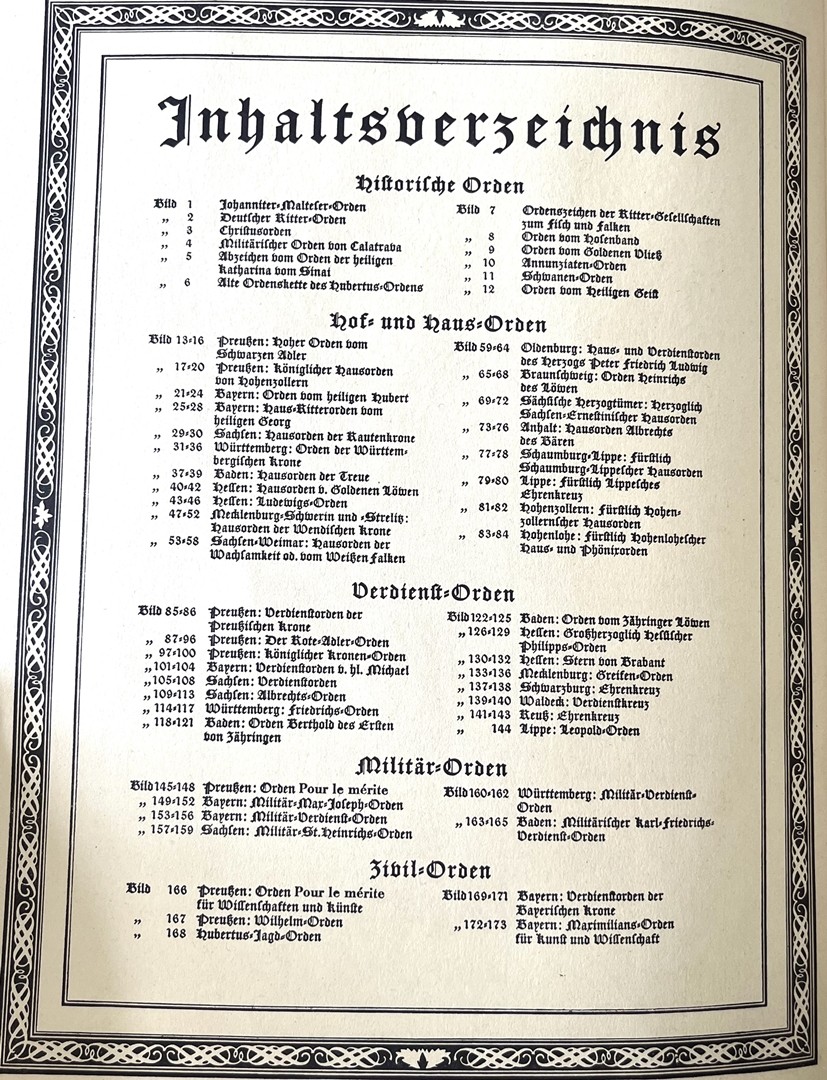 Inhaltsverzeichnis
Historische Orden
Bild 1 Johanniter-Malteser-Orden
„ 2 Deutscher Ritter-Orden
„ 3 Christusorden
„ 4 Militärischer Orden von Calatrava
„ 5 Abzeichen vom Orden der heiligen
Katharina vom Sinai
„ 6 Alte Ordenskette des Hubertus-Ordens
Bild 7 Ordenszeichen der Ritter-Gesellschaften
zum Fisch und Falken
„ 8 Orden vom Hosenband
„ 9 Orden vom Goldenen Vließ
„ 10 Annunziaten-Orden
„ 11 Schwanen-Orden
„ 12 Orden vom Heiligen Geist
Hof- und Haus-Orden
Bild 13-16 Preußen: Hoher Orden vom
Schwarzen Adler
„ 17-20 Preußen: Königlicher Hausorden
von Hohenzollern
„ 21-24 Bayern: Orden vom heiligen Hubert
„ 25-28 Bayern: Haus-Ritterorden vom
heiligen Georg
„ 29-30 Sachsen: Hausorden der Rautenkrone
„ 31-36 Württemberg: Orden der Württem-
bergischen Krone
„ 37-39 Baden: Hausorden der Treue
„ 40-42 Hessen: Hausorden v. Goldenen Löwen
„ 43-46 Hessen: Ludewigs-Orden
„ 47-52 Mecklenburg-Schwerin und -Strelitz:
Hausorden der Wendischen Krone
„ 53-58 Sachsen-Weimar: Hausorden der
Wachsamkeit od. vom Weißen Falken
Bild 59-64 Oldenburg: Haus- und Verdienstorden
des Herzogs Peter Friedrich Ludwig
„ 65-68 Braunschweig: Orden Heinrichs
des Löwen
„ 69-72 Sächsische Herzogtümer: Herzoglich
Sachsen-Ernestinischer Hausorden
„ 73-76 Anhalt: Hausorden Albrechts
des Bären
„ 77-78 Schaumburg-Lippe: Fürstlich
Schaumburg-Lippescher Hausorden
„ 79-80 Lippe: Fürstlich Lippesches
Ehrenkreuz
„ 81-82 Hohenzollern: Fürstlich Hohen-
zollernscher Hausorden
„ 83-84 Hohenlohe: Fürstlich Hohenlohescher
Haus- und Phönixorden
Verdienst-Orden
Bild 85-86 Preußen: Verdienstorden der
Preußischen Krone
„ 87-96 Preußen: Der Rote-Adler-Orden
„ 97-100 Preußen: Königlicher Kronen-Orden
„ 101-104 Bayern: Verdienstorden v. hl. Michael
„ 105-108 Sachsen: Verdienstorden
„ 109-113 Sachsen: Albrechts-Orden
„ 114-117 Württemberg: Friedrichs-Orden
„ 118-121 Baden: Orden Berthold des Ersten
von Zähringen
Bild 122-125 Baden: Orden vom Zähringer Löwen
„ 126-129 Hessen: Großherzoglich Hessischer
Philipps-Orden
„ 130-132 Hessen: Stern von Brabant
„ 133-136 Mecklenburg: Greifen-Orden
„ 137-138 Schwarzburg: Ehrenkreuz
„ 139-140 Waldeck: Verdienstkreuz
„ 141-143 Reuß: Ehrenkreuz
„ 144 Lippe: Leopold-Orden
Militär-Orden
Bild 145-148 Preußen: Orden Pour le mérite
„ 149-152 Bayern: Militär-Max-Joseph-Orden
„ 153-156 Bayern: Militär-Verdienst-Orden
„ 157-159 Sachsen: Militär-St.Heinrichs-Orden
Bild 160-162 Württemberg: Militär-Verdienst-
Orden
„ 163-165 Baden: Militärischer Karl-Friedrichs-
Verdienst-Orden
Zivil-Orden
Bild 166 Preußen: Orden Pour le mérite
für Wissenschaften und Künste
„ 167 Preußen: Wilhelm-Orden
„ 168 Hubertus-Jagd-Orden
Bild 169-171 Bayern: Verdienstorden der
Bayerischen Krone
„ 172-173 Bayern: Maximilians-Orden
für Kunst und Wissenschaft